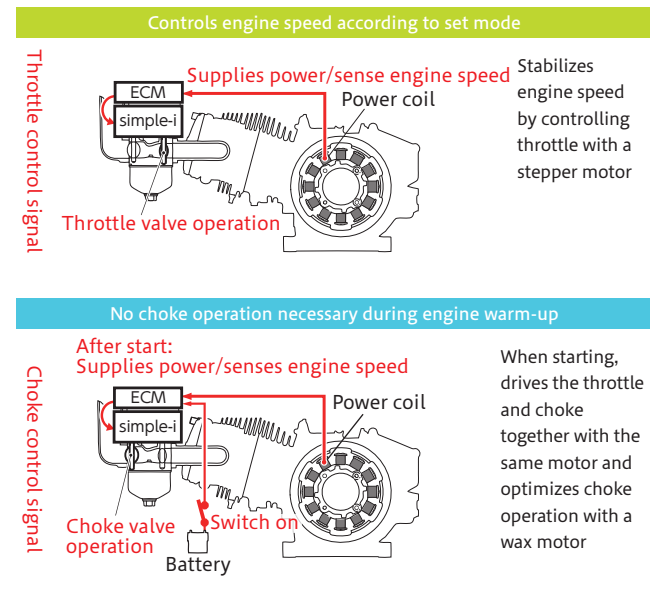 Controls engine speed according to set mode
Throttle control signal
Supplies power/sense engine speed
ECM
Power coil
simple-i
Throttle valve operation
Stabilizes
engine speed
by controlling
throttle with a
stepper motor
No choke operation necessary during engine warm-up
Choke control signal
After start:
Supplies power/senses engine speed
ECM
Power coil
simple-i
Choke valve
operation
Switch on
Battery
When starting,
drives the throttle
and choke
together with the
same motor and
optimizes choke
operation with a
wax motor